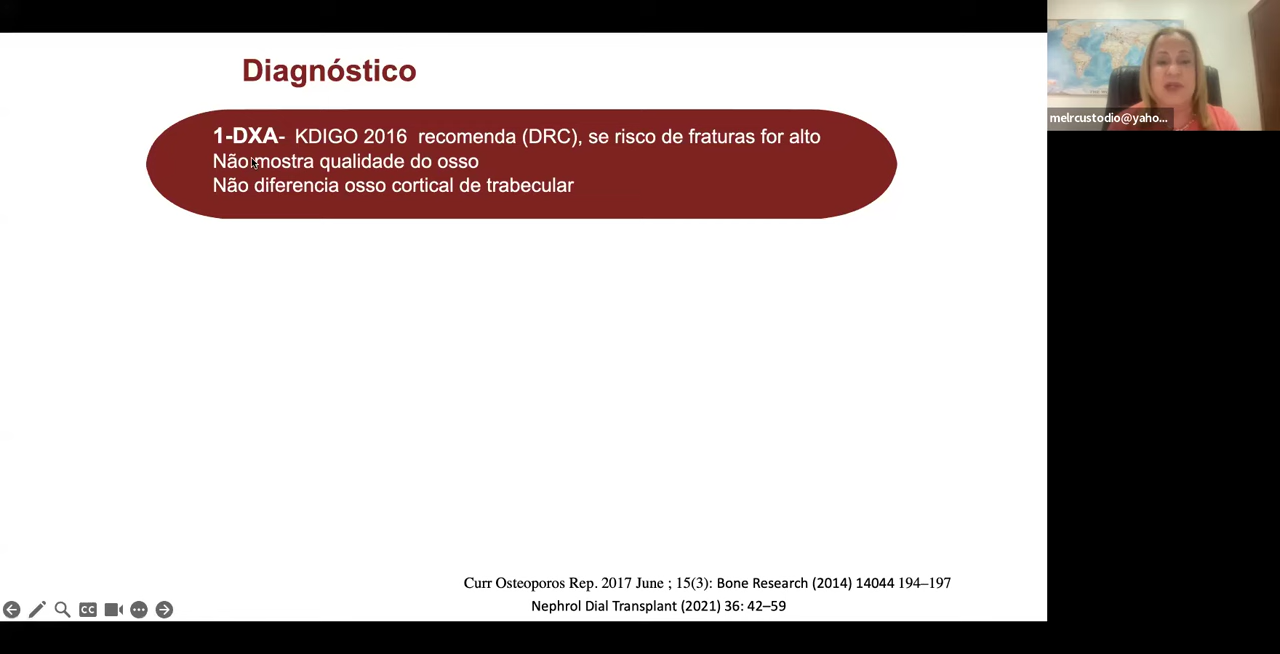 Diagnóstico
1-DXA- KDIGO 2016 recomenda (DRC), se risco de fraturas for alto
Não mostra qualidade do osso
Não diferencia osso cortical de trabecular
Curr Osteoporos Rep. 2017 June ; 15(3): Bone Research (2014) 14044 194–197
Nephrol Dial Transplant (2021) 36: 42–59
CC
melrcustodio@yaho...